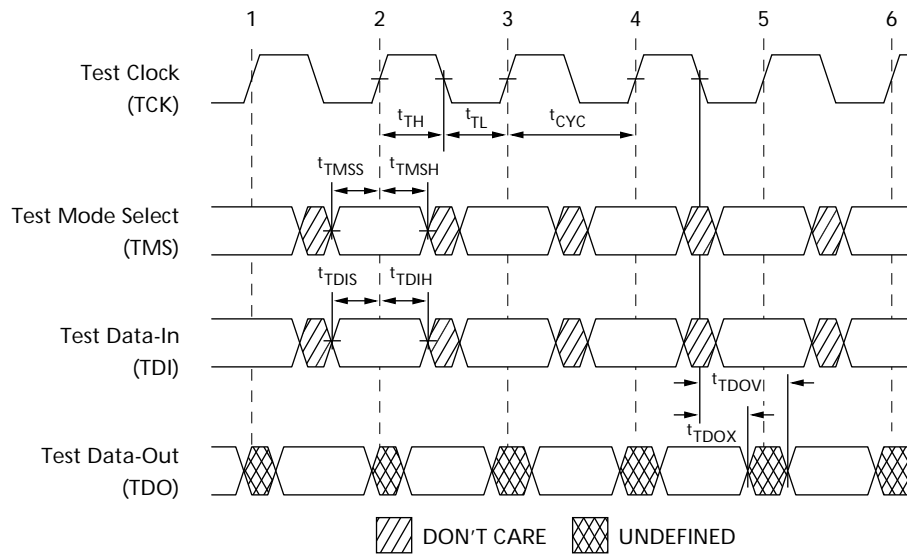 1 2 3 4 5 6
Test Clock
(TCK)
tTH tTL tCYC
tTMSS tTMSH
Test Mode Select
(TMS)
tTDIS tTDIH
Test Data-In
(TDI)
tTDOV
tTDOX
Test Data-Out
(TDO)
DON'T CARE UNDEFINED